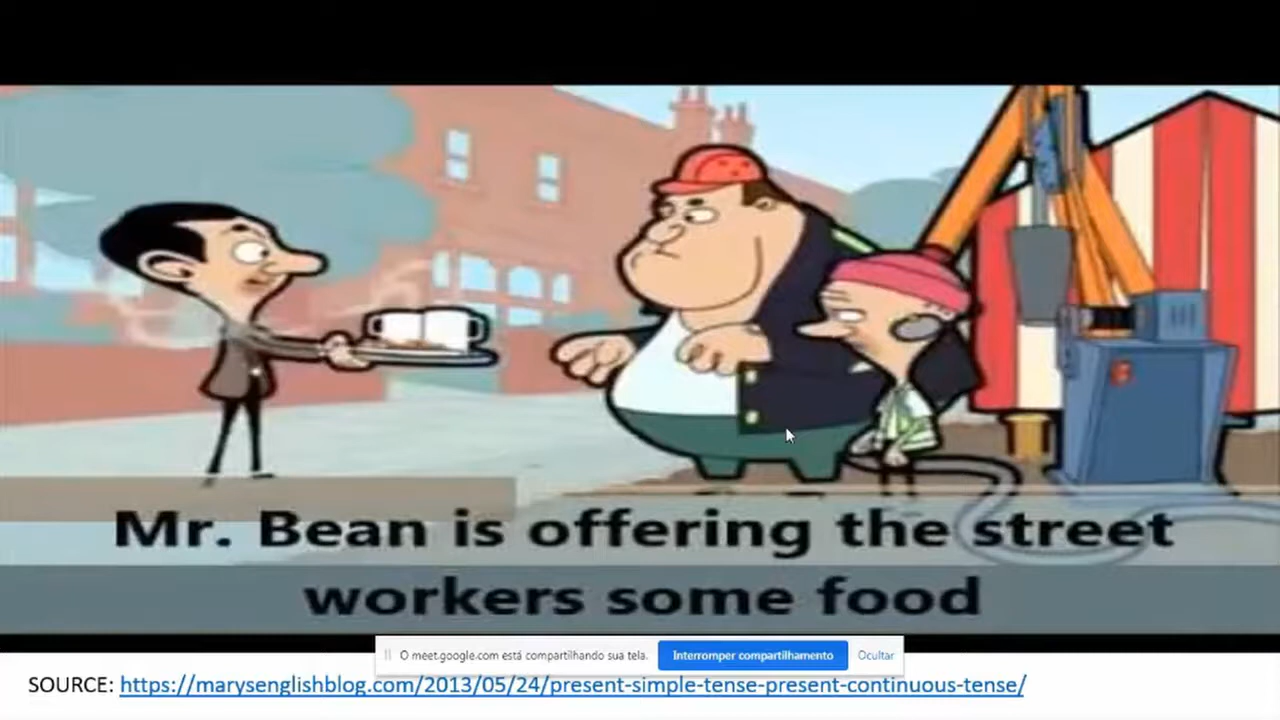 Mr. Bean is offering the street
workers some food
O meet.google.com está compartilhando sua tela. Interromper compartilhamento Ocultar
SOURCE: https://marysenglishblog.com/2013/05/24/present-simple-tense-present-continuous-tense/